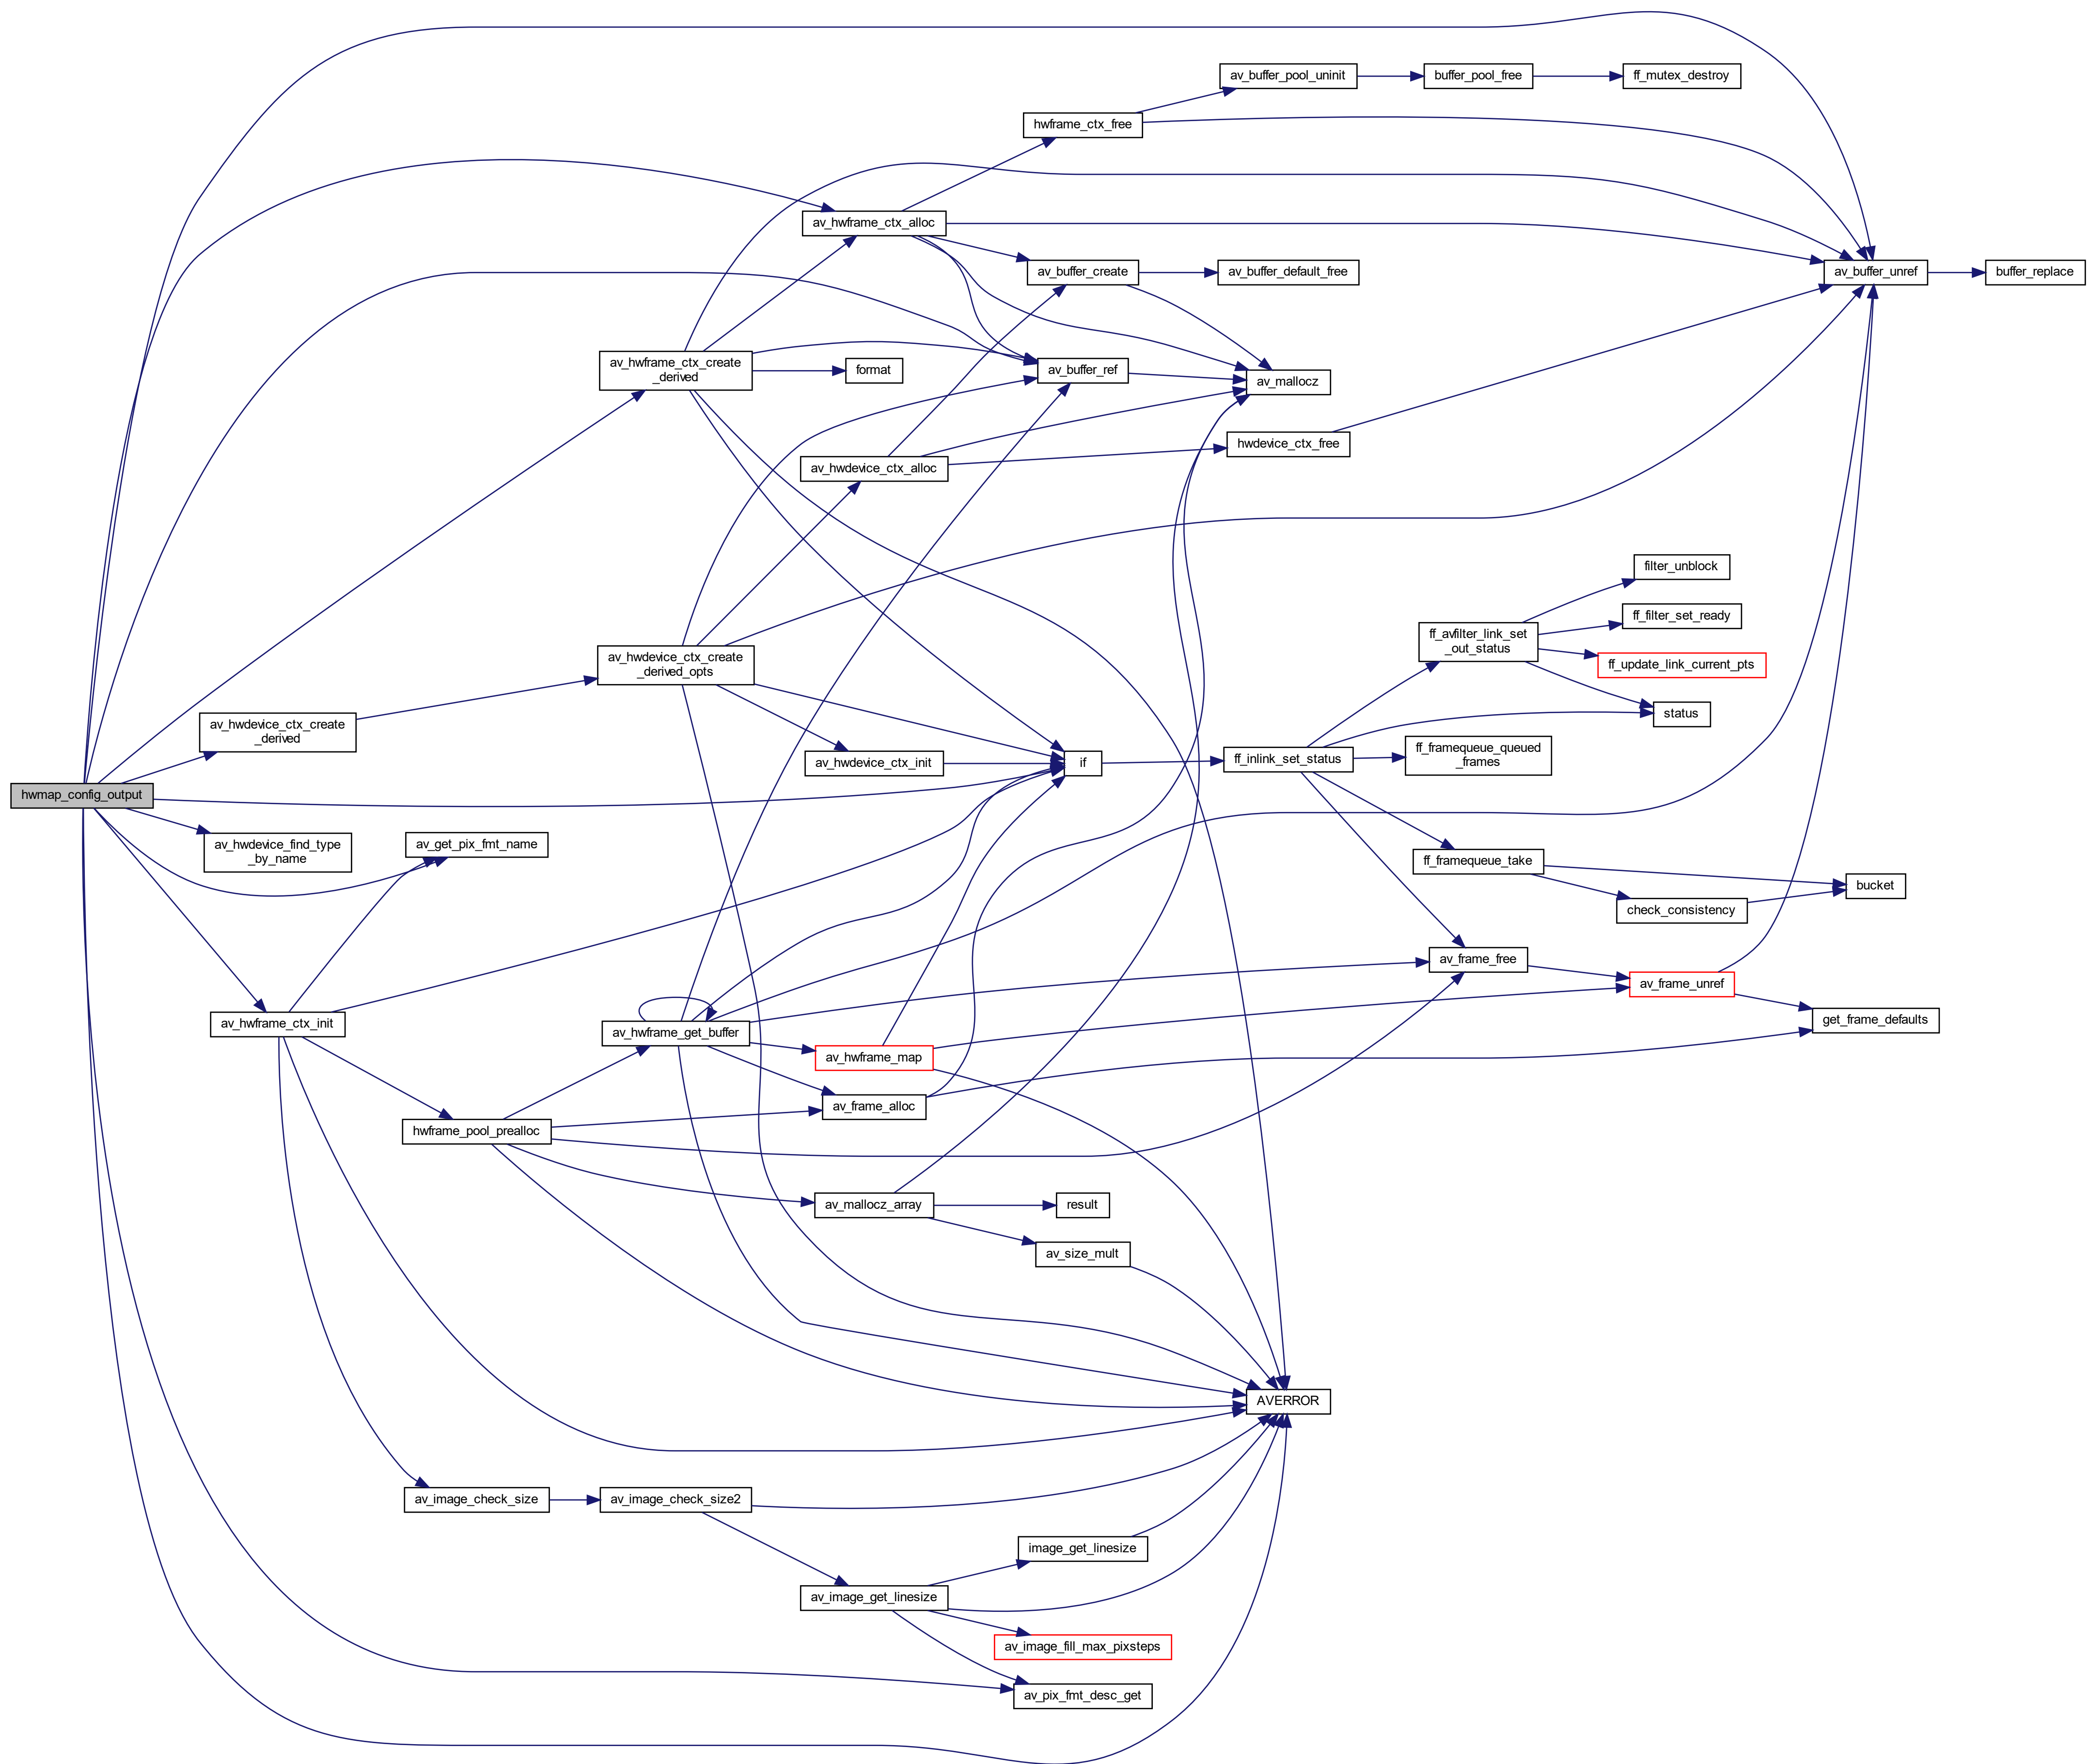 av_buffer_pool_uninit
buffer_pool_free
ff_mutex_destroy
hwframe_ctx_free
av_hwframe_ctx_alloc
av_buffer_create
av_buffer_default_free
av_buffer_unref
buffer_replace
av_hwframe_ctx_create
_derived
format
av_buffer_ref
av_mallocz
av_hwdevice_ctx_alloc
hwdevice_ctx_free
filter_unblock
ff_filter_set_ready
ff_avfilter_link_set
_out_status
ff_update_link_current_pts
status
av_hwdevice_ctx_create
_derived_opts
av_hwdevice_ctx_create
_derived
av_hwdevice_ctx_init
if
ff_inlink_set_status
ff_framequeue_queued
_frames
hwmap_config_output
av_hwdevice_find_type
_by_name
av_get_pix_fmt_name
ff_framequeue_take
bucket
check_consistency
av_frame_free
av_frame_unref
get_frame_defaults
av_hwframe_ctx_init
av_hwframe_get_buffer
av_hwframe_map
av_frame_alloc
hwframe_pool_prealloc
av_mallocz_array
result
av_size_mult
AVERROR
av_image_check_size
av_image_check_size2
image_get_linesize
av_image_get_linesize
av_image_fill_max_pixsteps
av_pix_fmt_desc_get